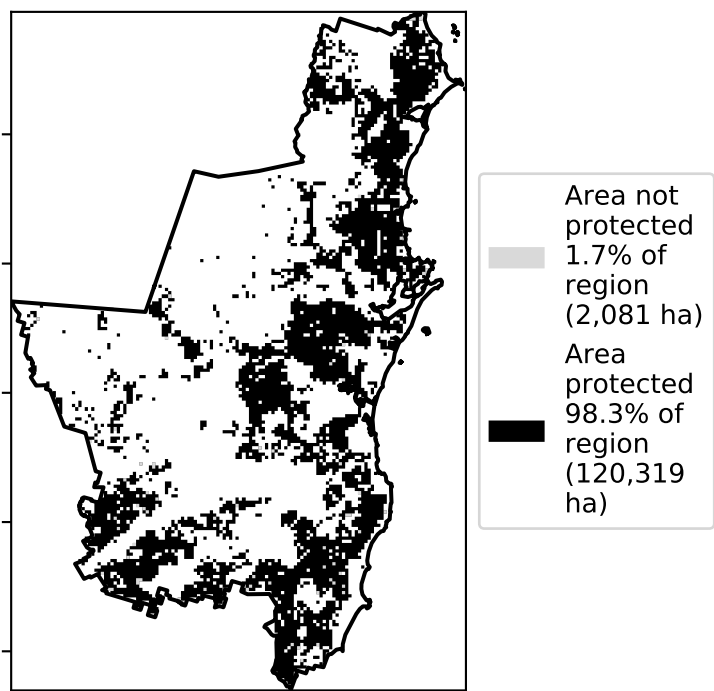 Area not
protected
1.7% of
region
(2,081 ha)
Area
protected
98.3% of
region
(120,319
ha)